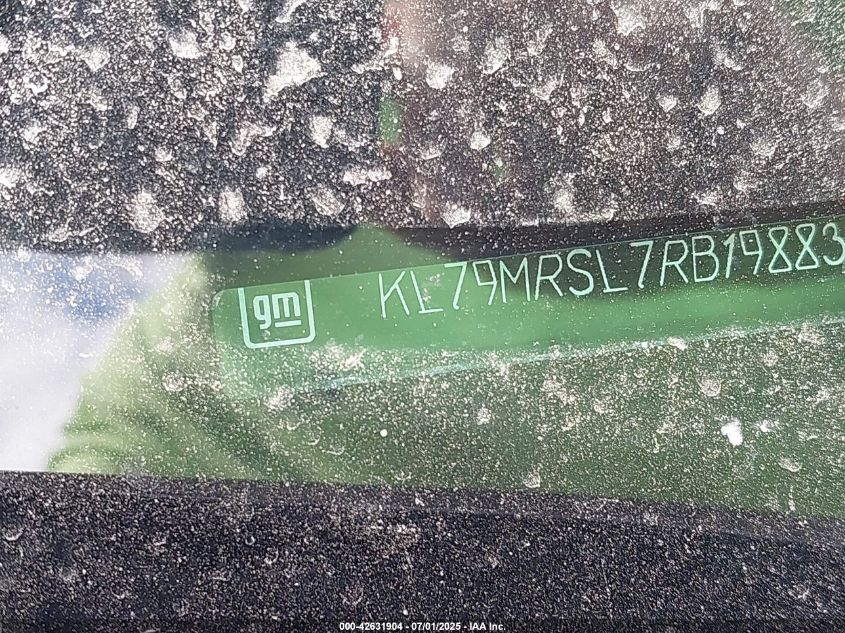 gm KL79MRSL7RB19883
000-42631904 - 07/01/2025 - IAA Inc.